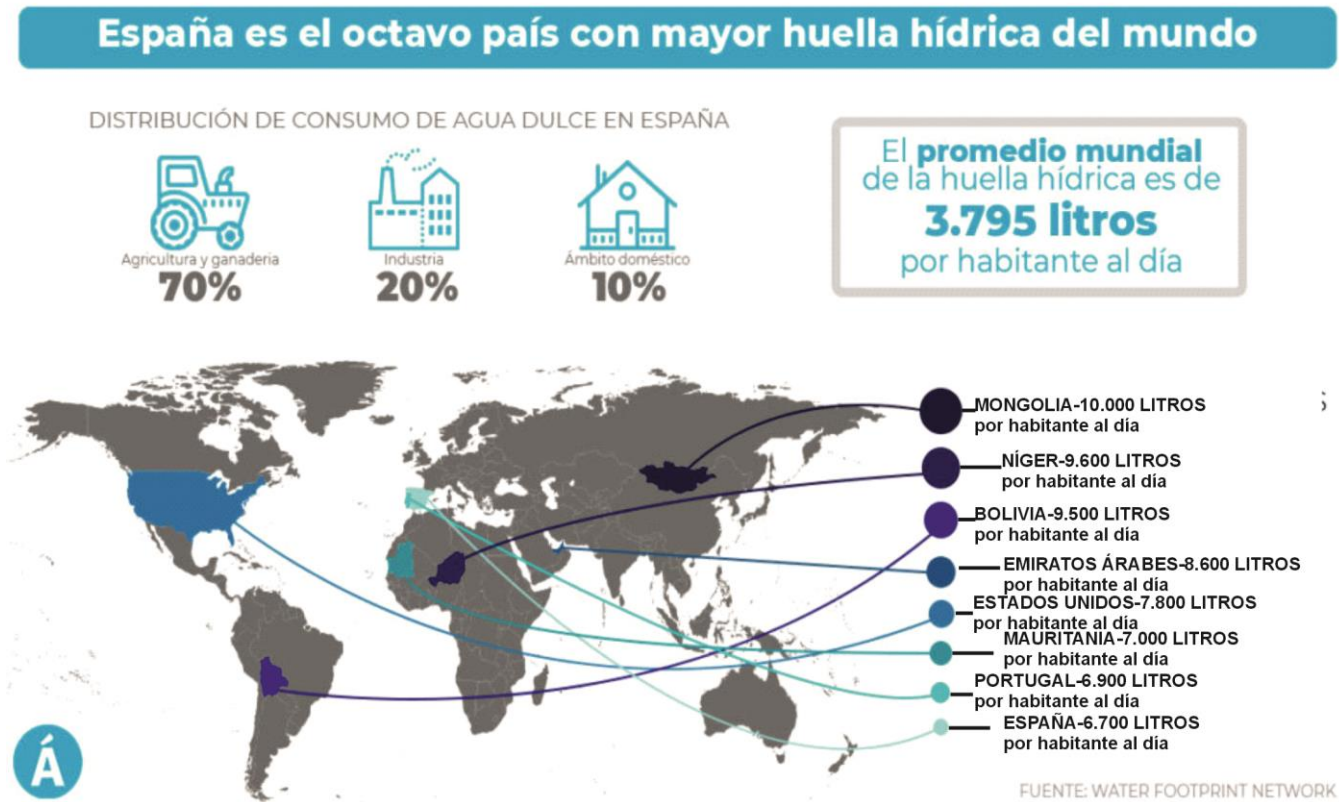 España es el octavo país con mayor huella hídrica del mundo
DISTRIBUCIÓN DE CONSUMO DE AGUA DULCE EN ESPAÑA
Agricultura y ganaderia
70%
Industria
20%
Ámbito doméstico
10%
El promedio mundial
de la huella hídrica es de
3.795 litros
por habitante al día
MONGOLIA-10.000 LITROS
por habitante al día
NÍGER-9.600 LITROS
por habitante al día
BOLIVIA-9.500 LITROS
por habitante al día
EMIRATOS ÁRABES-8.600 LITROS
por habitante al día
ESTADOS UNIDOS-7.800 LITROS
por habitante al día
MAURITANIA-7.000 LITROS
por habitante al día
PORTUGAL-6.900 LITROS
por habitante al día
ESPAÑA-6.700 LITROS
por habitante al día
Á
FUENTE: WATER FOOTPRINT NETWORK